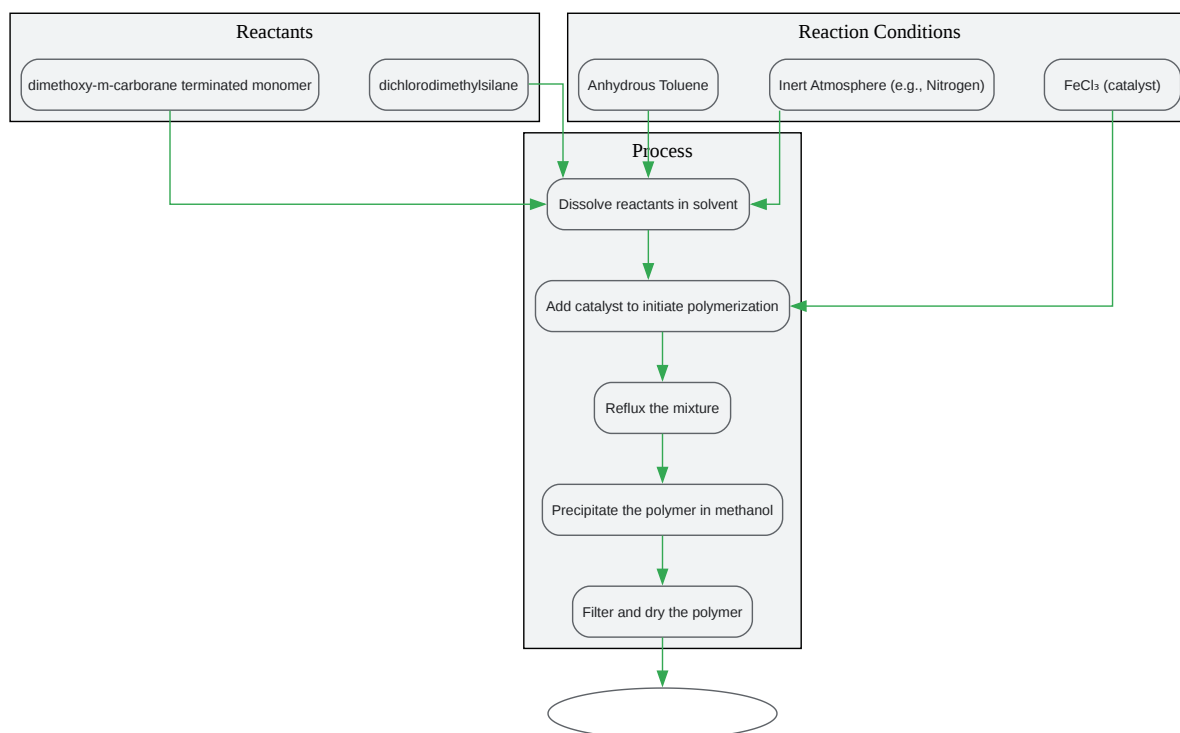 Reactants
dimethoxy-m-carborane terminated monomer
dichlorodimethylsilane
Reaction Conditions
Anhydrous Toluene
Inert Atmosphere (e.g., Nitrogen)
FeCl₃ (catalyst)
Process
Dissolve reactants in solvent
Add catalyst to initiate polymerization
Reflux the mixture
Precipitate the polymer in methanol
Filter and dry the polymer